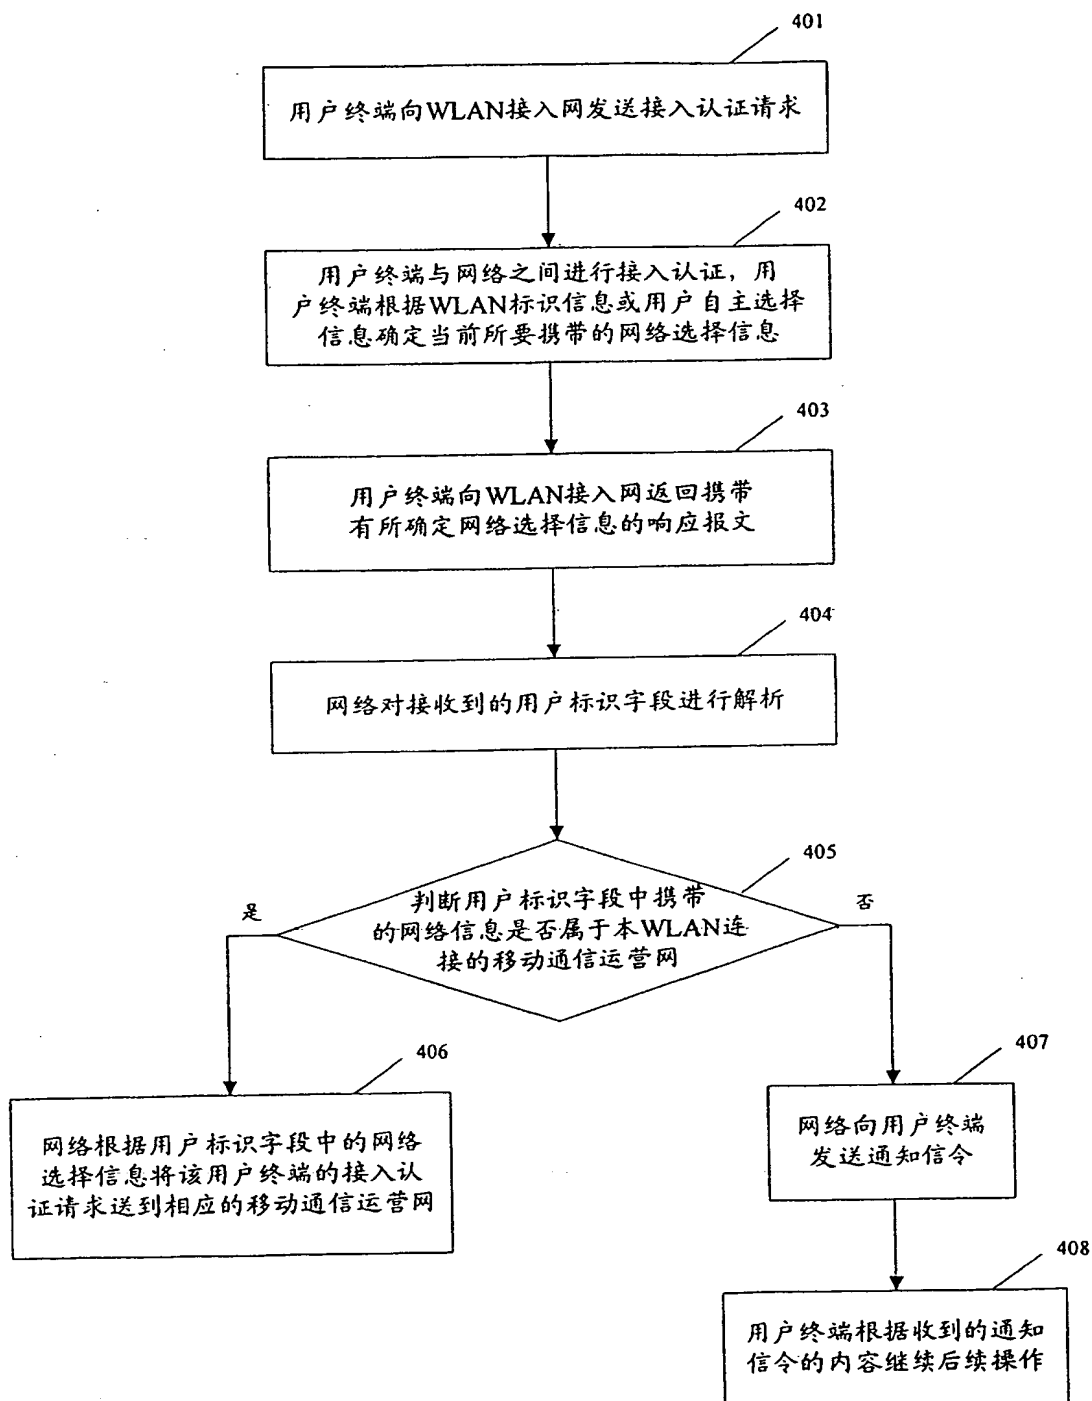 401
用户终端向WLAN接入网发送接入认证请求
402
用户终端与网络之间进行接入认证，用
户终端根据WLAN标识信息或用户自主选择
信息确定当前所要携带的网络选择信息
403
用户终端向WLAN接入网返回携带
有所确定网络选择信息的响应报文
404
网络对接收到的用户标识字段进行解析
405
判断用户标识字段中携带
的网络信息是否属于本WLAN连
接的移动通信运营网
是
否
406
网络根据用户标识字段中的网络
选择信息将该用户终端的接入认
证请求送到相应的移动通信运营网
407
网络向用户终端
发送通知信令
408
用户终端根据收到的通知
信令的内容继续后续操作